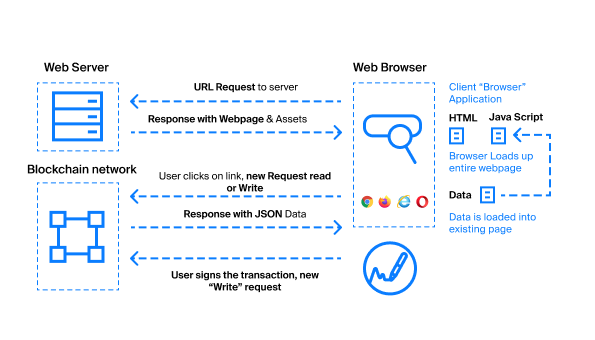 Web Server
Web Browser
URL Request to server
Response with Webpage & Assets
Client “Browser”
Application
HTML
Java Script
Browser Loads up
entire webpage
Blockchain network
User clicks on link, new Request read
or Write
Response with JSON Data
Data
Data is loaded into
existing page
User signs the transaction, new
“Write” request